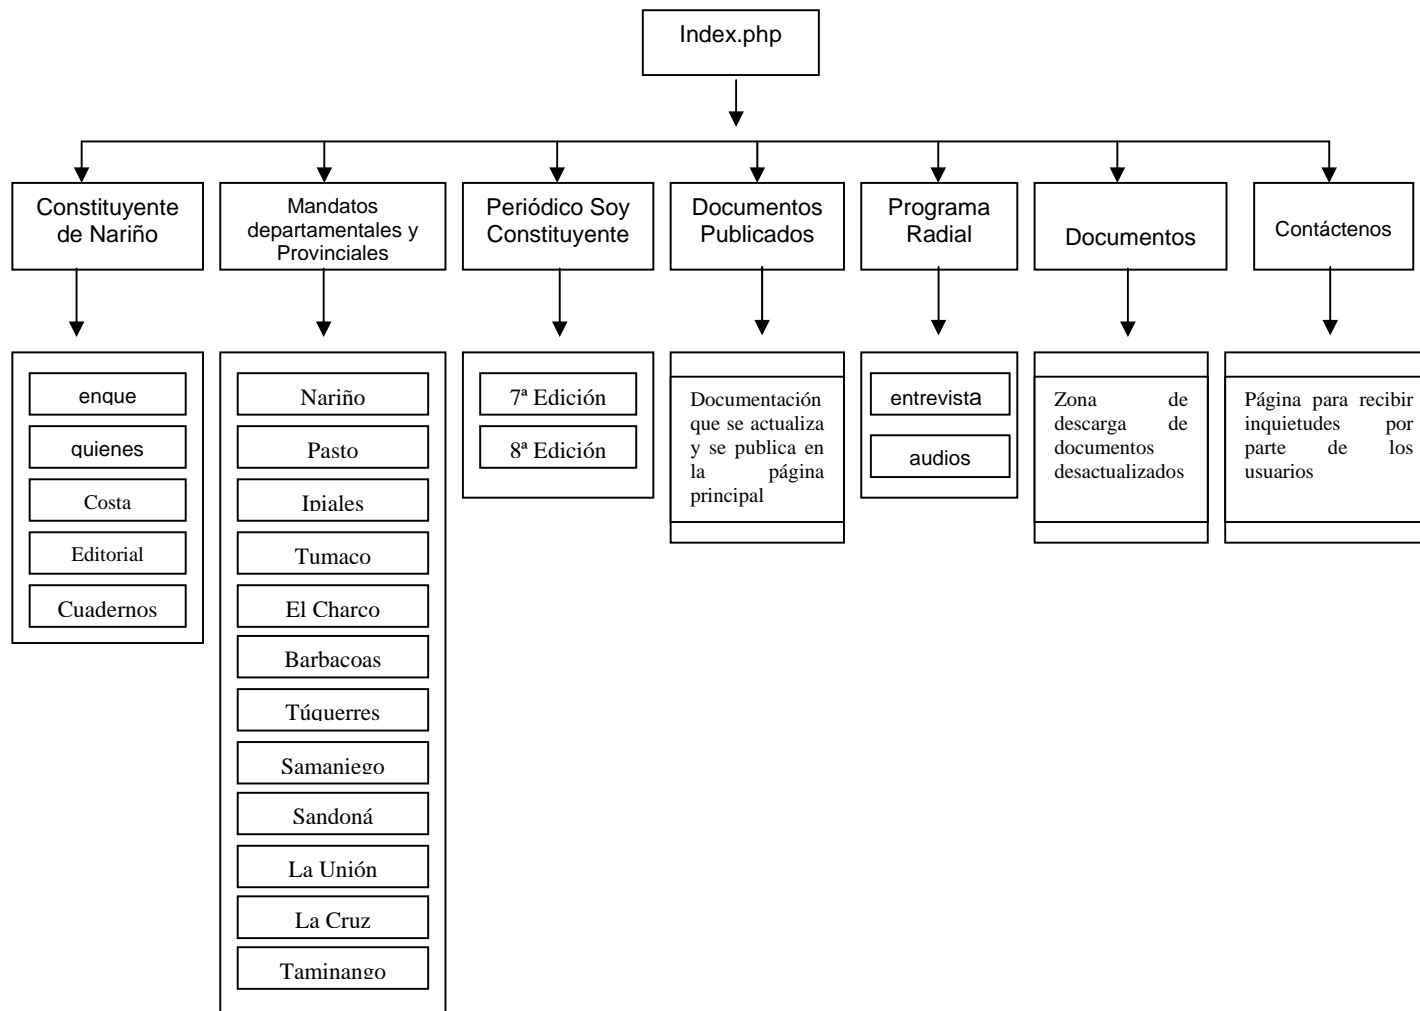 Index.php
Constituyente
de Nariño
Mandatos
departamentales y
Provinciales
Periódico Soy
Constituyente
Documentos
Publicados
Programa
Radial
Documentos
Contáctenos
enque
quienes
Costa
Editorial
Cuadernos
Nariño
Pasto
Ipiales
Tumaco
El Charco
Barbacoas
Túquerres
Samaniego
Sandoná
La Unión
La Cruz
Taminango
7ª Edición
8ª Edición
Documentación
que se actualiza
y se publica en
la página
principal
entrevista
audios
Zona de
descarga de
documentos
desactualizados
Página para recibir
inquietudes por
parte de los
usuarios